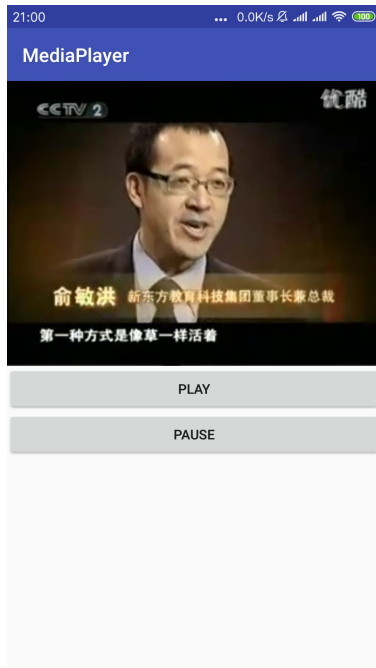 21:00 ... 0.0K/s 100
MediaPlayer
CCTV 2 优酷
俞敏洪 新东方教育科技集团董事长兼总裁
第一种方式是像草一样活着
PLAY
PAUSE